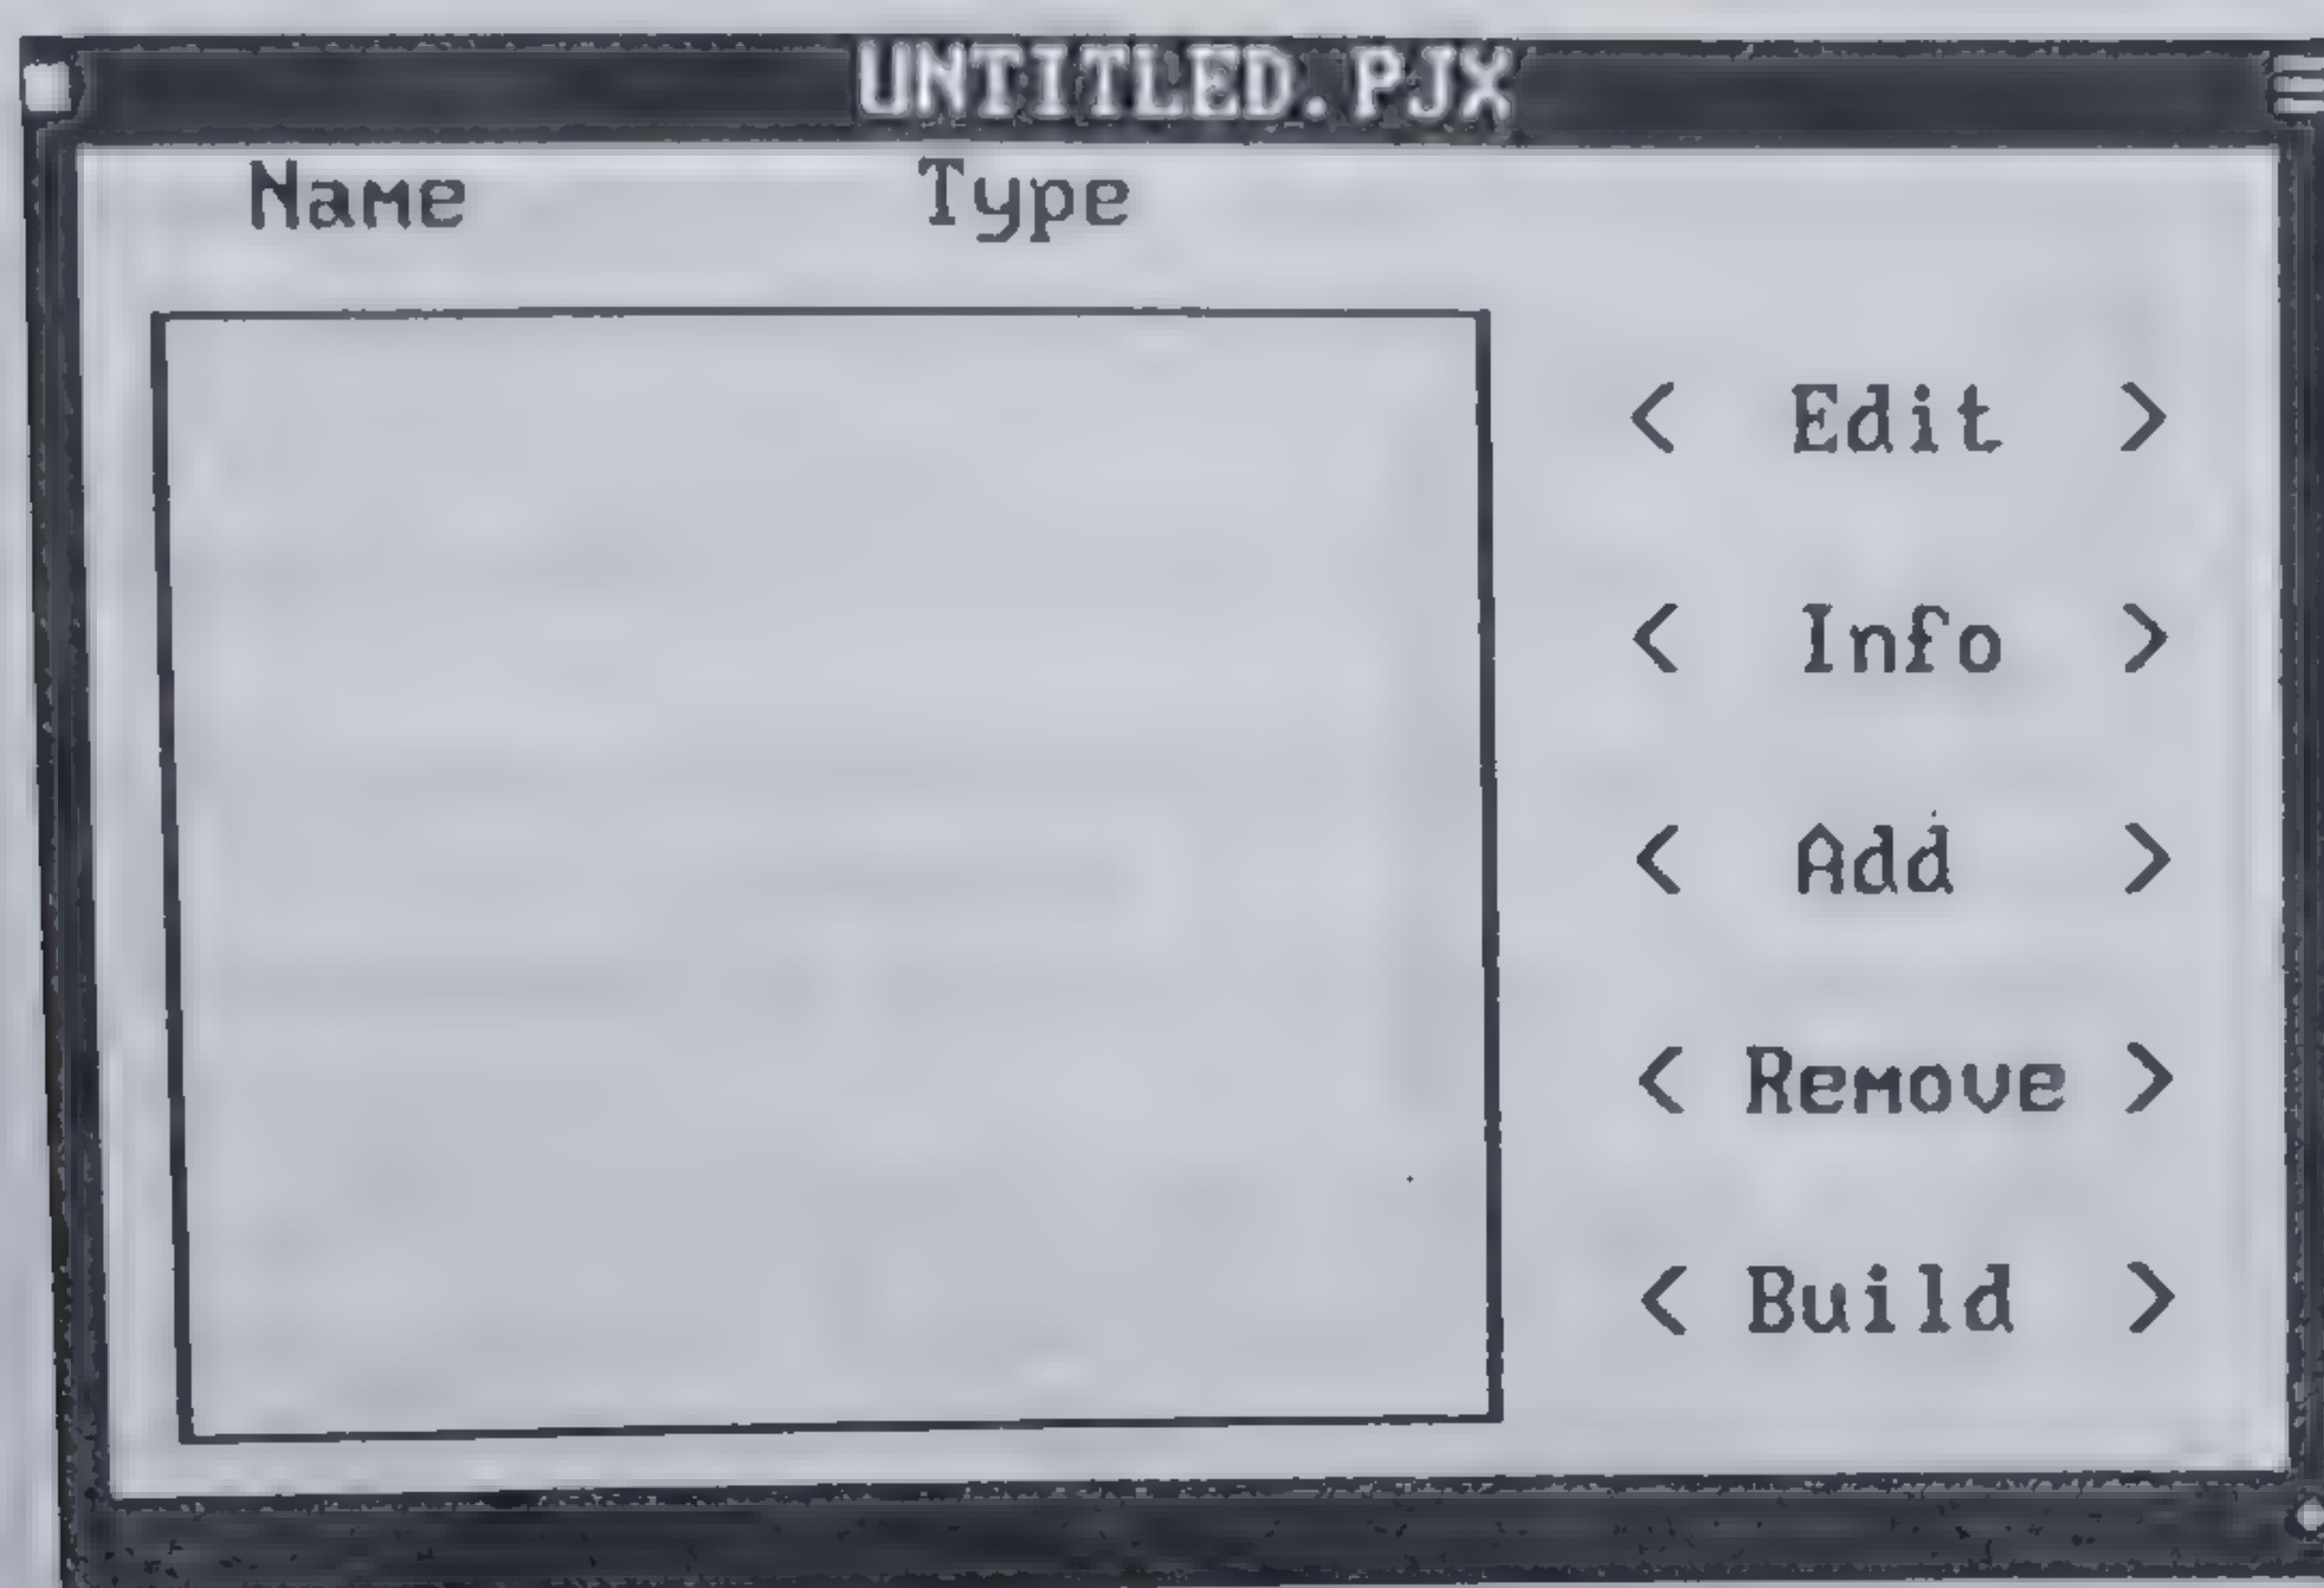 UNTITLED.PJX
Name Type
< Edit >
< Info >
< Add >
< Remove >
< Build >